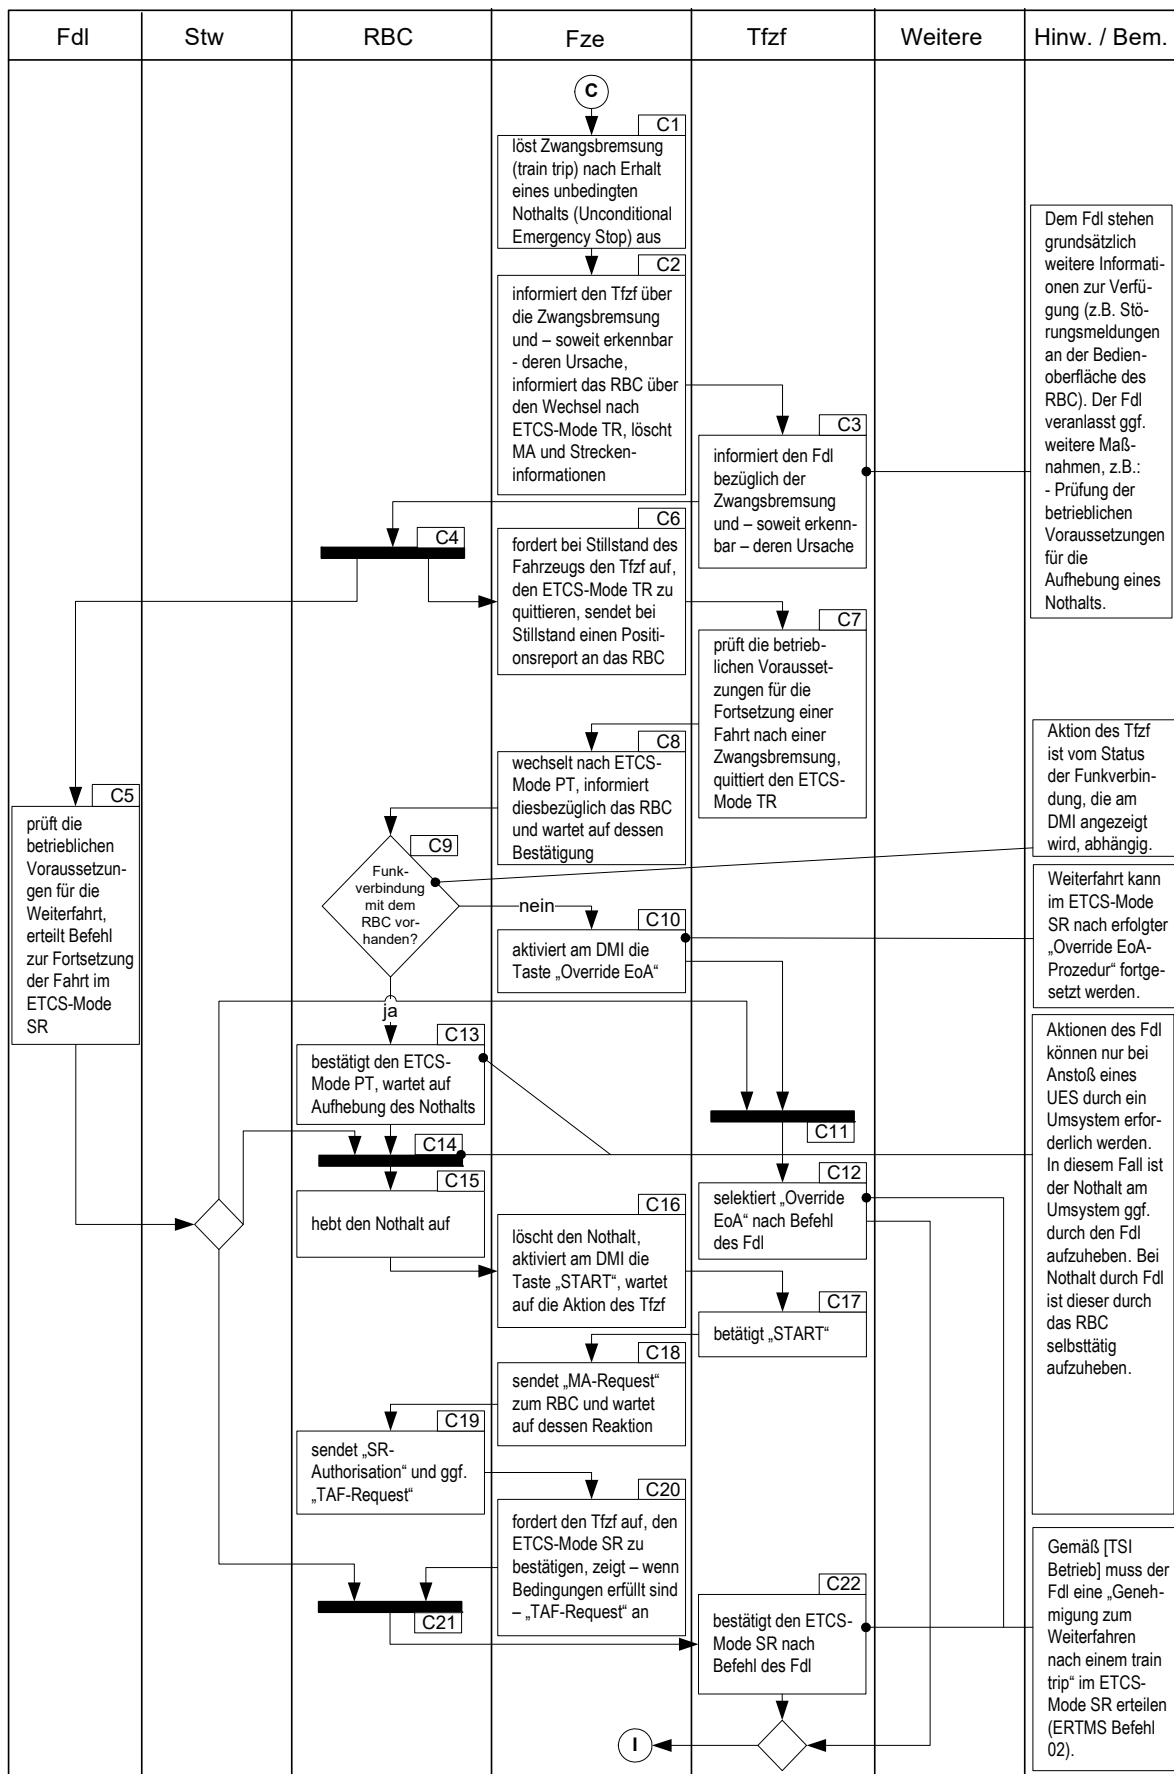 Fdl
Stw
RBC
Fze
Tfzf
Weitere
Hinw. / Bem.
C
C1
löst Zwangsbremsung
(train trip) nach Erhalt
eines unbedingten
Nothalts (Unconditional
Emergency Stop) aus
C2
informiert den Tfzf über
die Zwangsbremsung
und – soweit erkennbar
- deren Ursache,
informiert das RBC über
den Wechsel nach
ETCS-Mode TR, löscht
MA und Strecken-
informationen
Dem Fdl stehen
grundsätzlich
weitere Informati-
onen zur Verfü-
gung (z.B. Stö-
rungsmeldungen
an der Bedien-
oberfläche des
RBC). Der Fdl
veranlasst ggf.
weitere Maß-
nahmen, z.B.:
- Prüfung der
betrieblichen
Voraussetzungen
für die
Aufhebung eines
Nothalts.
C3
informiert den Fdl
bezüglich der
Zwangsbremsung
und – soweit erkenn-
bar – deren Ursache
C4
C6
fordert bei Stillstand des
Fahrzeugs den Tfzf auf,
den ETCS-Mode TR zu
quittieren, sendet bei
Stillstand einen Positi-
onsreport an das RBC
C7
prüft die betrieb-
lichen Vorausset-
zungen für die
Fortsetzung einer
Fahrt nach einer
Zwangsbremsung,
quittiert den ETCS-
Mode TR
C8
wechselt nach ETCS-
Mode PT, informiert
diesbezüglich das RBC
und wartet auf dessen
Bestätigung
Aktion des Tfzf
ist vom Status
der Funkverbin-
dung, die am
DMI angezeigt
wird, abhängig.
C5
prüft die
betrieblichen
Voraussetzun-
gen für die
Weiterfahrt,
erteilt Befehl
zur Fortsetzung
der Fahrt im
ETCS-Mode
SR
C9
Funk-
verbindung
mit dem
RBC vor-
handen?
nein
ja
C10
aktiviert am DMI die
Taste „Override EoA“
Weiterfahrt kann
im ETCS-Mode
SR nach erfolgter
„Override EoA-
Prozedur“ fortge-
setzt werden.
C13
bestätigt den ETCS-
Mode PT, wartet auf
Aufhebung des Nothalts
C11
C14
C12
selektiert „Override
EoA“ nach Befehl
des Fdl
Aktionen des Fdl
können nur bei
Anstoß eines
UES durch ein
Umsystem erfor-
derlich werden.
In diesem Fall ist
der Nothalt am
Umsystem ggf.
durch den Fdl
aufzuheben. Bei
Nothalt durch Fdl
ist dieser durch
das RBC
selbsttätig
aufzuheben.
C15
hebt den Nothalt auf
C16
löscht den Nothalt,
aktiviert am DMI die
Taste „START“, wartet
auf die Aktion des Tfzf
C17
betätigt „START“
C18
sendet „MA-Request“
zum RBC und wartet
auf dessen Reaktion
C19
sendet „SR-
Authorisation“ und ggf.
„TAF-Request“
C20
fordert den Tfzf auf, den
ETCS-Mode SR zu
bestätigen, zeigt – wenn
Bedingungen erfüllt sind
– „TAF-Request“ an
C21
C22
bestätigt den ETCS-
Mode SR nach
Befehl des Fdl
Gemäß [TSI
Betrieb] muss der
Fdl eine „Geneh-
migung zum
Weiterfahren
nach einem train
trip“ im ETCS-
Mode SR erteilen
(ERTMS Befehl
02).
I